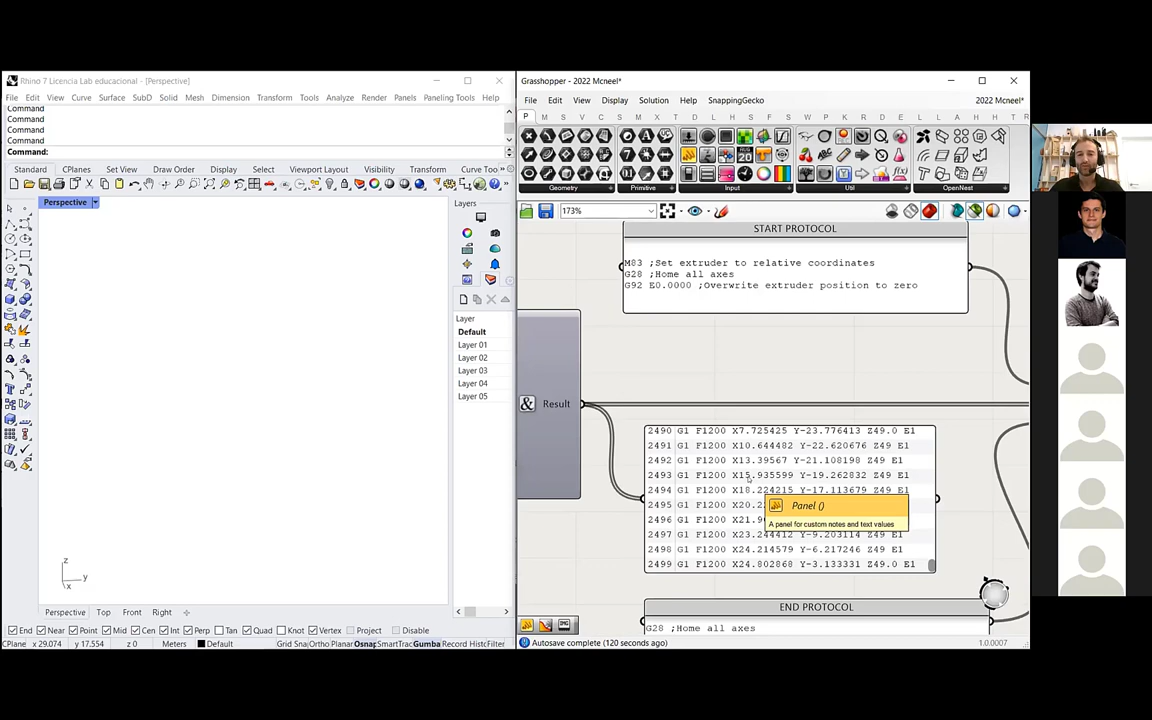 Rhino 7 Licencia Lab educacional - [Perspective]
File Edit View Curve Surface SubD Solid Mesh Dimension Transform Tools Analyze Render Panels Paneling Tools Help
Command
Command
Command
Command
Command:
Standard CPlanes Set View Draw Order Display Select Viewport Layout Visibility Transform Curve Too
Perspective
Layers
Layer
Default
Layer 01
Layer 02
Layer 03
Layer 04
Layer 05
z
y
x
Perspective Top Front Right
End Near Point Mid Cen Int Perp Tan Quad Knot Vertex Project Disable
CPlane x 29.074 y 17.554 z Meters Default Grid Sna Ortho Planar Osnap SmartTrac Gumba Record Histo Filter
Grasshopper - 2022 Mcneel*
File Edit View Display Solution Help SnappingGecko 2022 Mcneel*
P M S V C S M I T D W E A B D E D E D E L O R T R
Geometry Primitive Input Util OpenNest
173%
START PROTOCOL
M83 ;Set extruder to relative coordinates
G28 ;Home all axes
G92 E0.0000 ;Overwrite extruder position to zero
& Result
2490 G1 F1200 X7.725425 Y-23.776413 Z49.0 E1
2491 G1 F1200 X10.644482 Y-22.620676 Z49 E1
2492 G1 F1200 X13.39567 Y-21.108198 Z49 E1
2493 G1 F1200 X15.935599 Y-19.262832 Z49 E1
2494 G1 F1200 X18.224215 Y-17.113679 Z49 E1
2495 G1 F1200
2496 G1 F1200
2497 G1 F1200 X23.244412 Y-9.203114 Z49 E1
2498 G1 F1200 X24.214579 Y-6.217246 Z49 E1
2499 G1 F1200 X24.802868 Y-3.133331 Z49.0 E1
Panel ()
A panel for custom notes and text values
END PROTOCOL
G28 ;Home all axes
Autosave complete (120 seconds ago)
1.0.0007